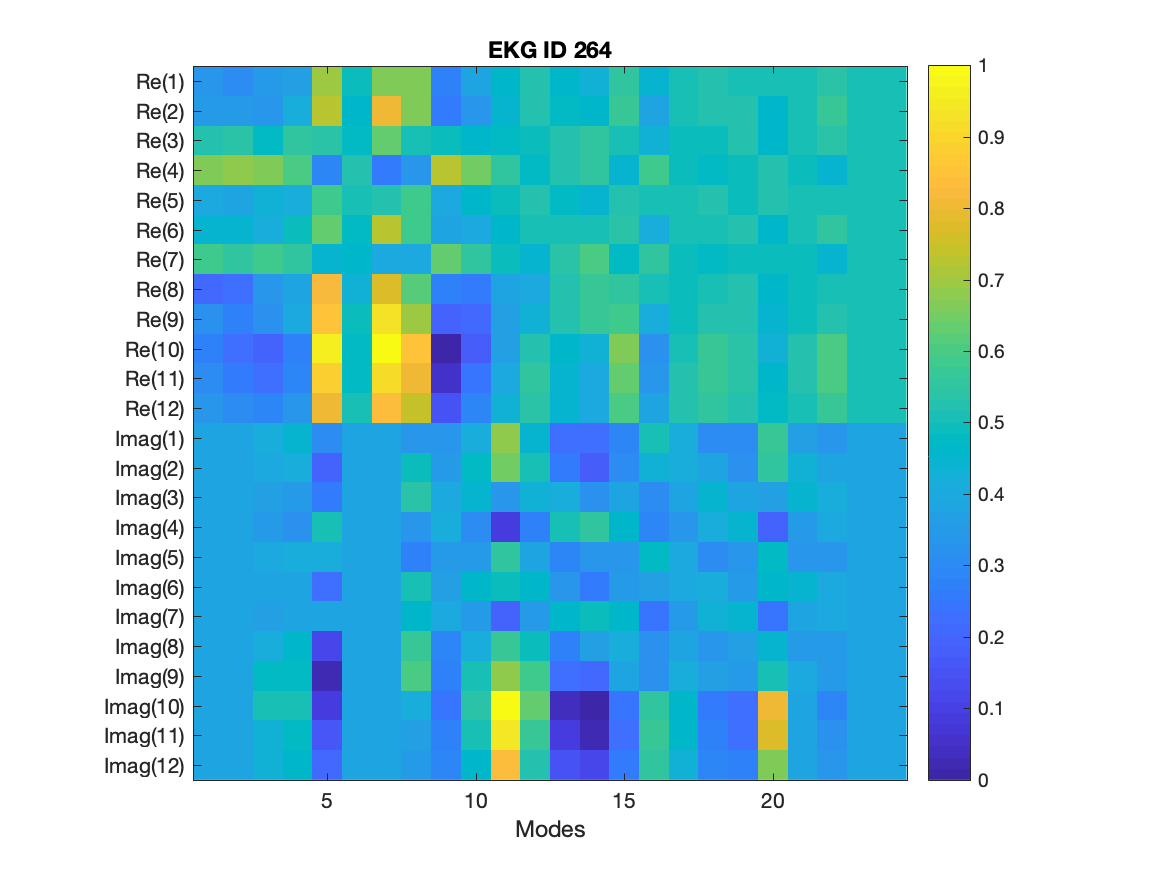 EKG ID 264
Re(1)
Re(2)
Re(3)
Re(4)
Re(5)
Re(6)
Re(7)
Re(8)
Re(9)
Re(10)
Re(11)
Re(12)
Imag(1)
Imag(2)
Imag(3)
Imag(4)
Imag(5)
Imag(6)
Imag(7)
Imag(8)
Imag(9)
Imag(10)
Imag(11)
Imag(12)
5 10 15 20
Modes
1
0.9
0.8
0.7
0.6
0.5
0.4
0.3
0.2
0.1
0